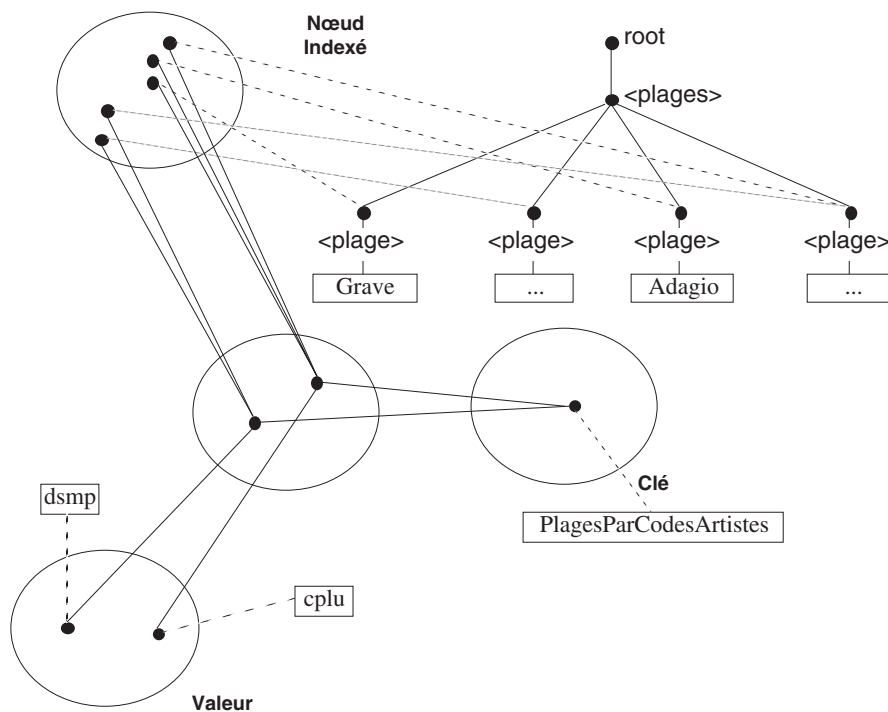 Nœud
Indexé
root
<plages>
<plage> <plage> <plage> <plage>
Grave ... Adagio ...
Clé
dsmp
PlagesParCodesArtistes
cplu
Valeur